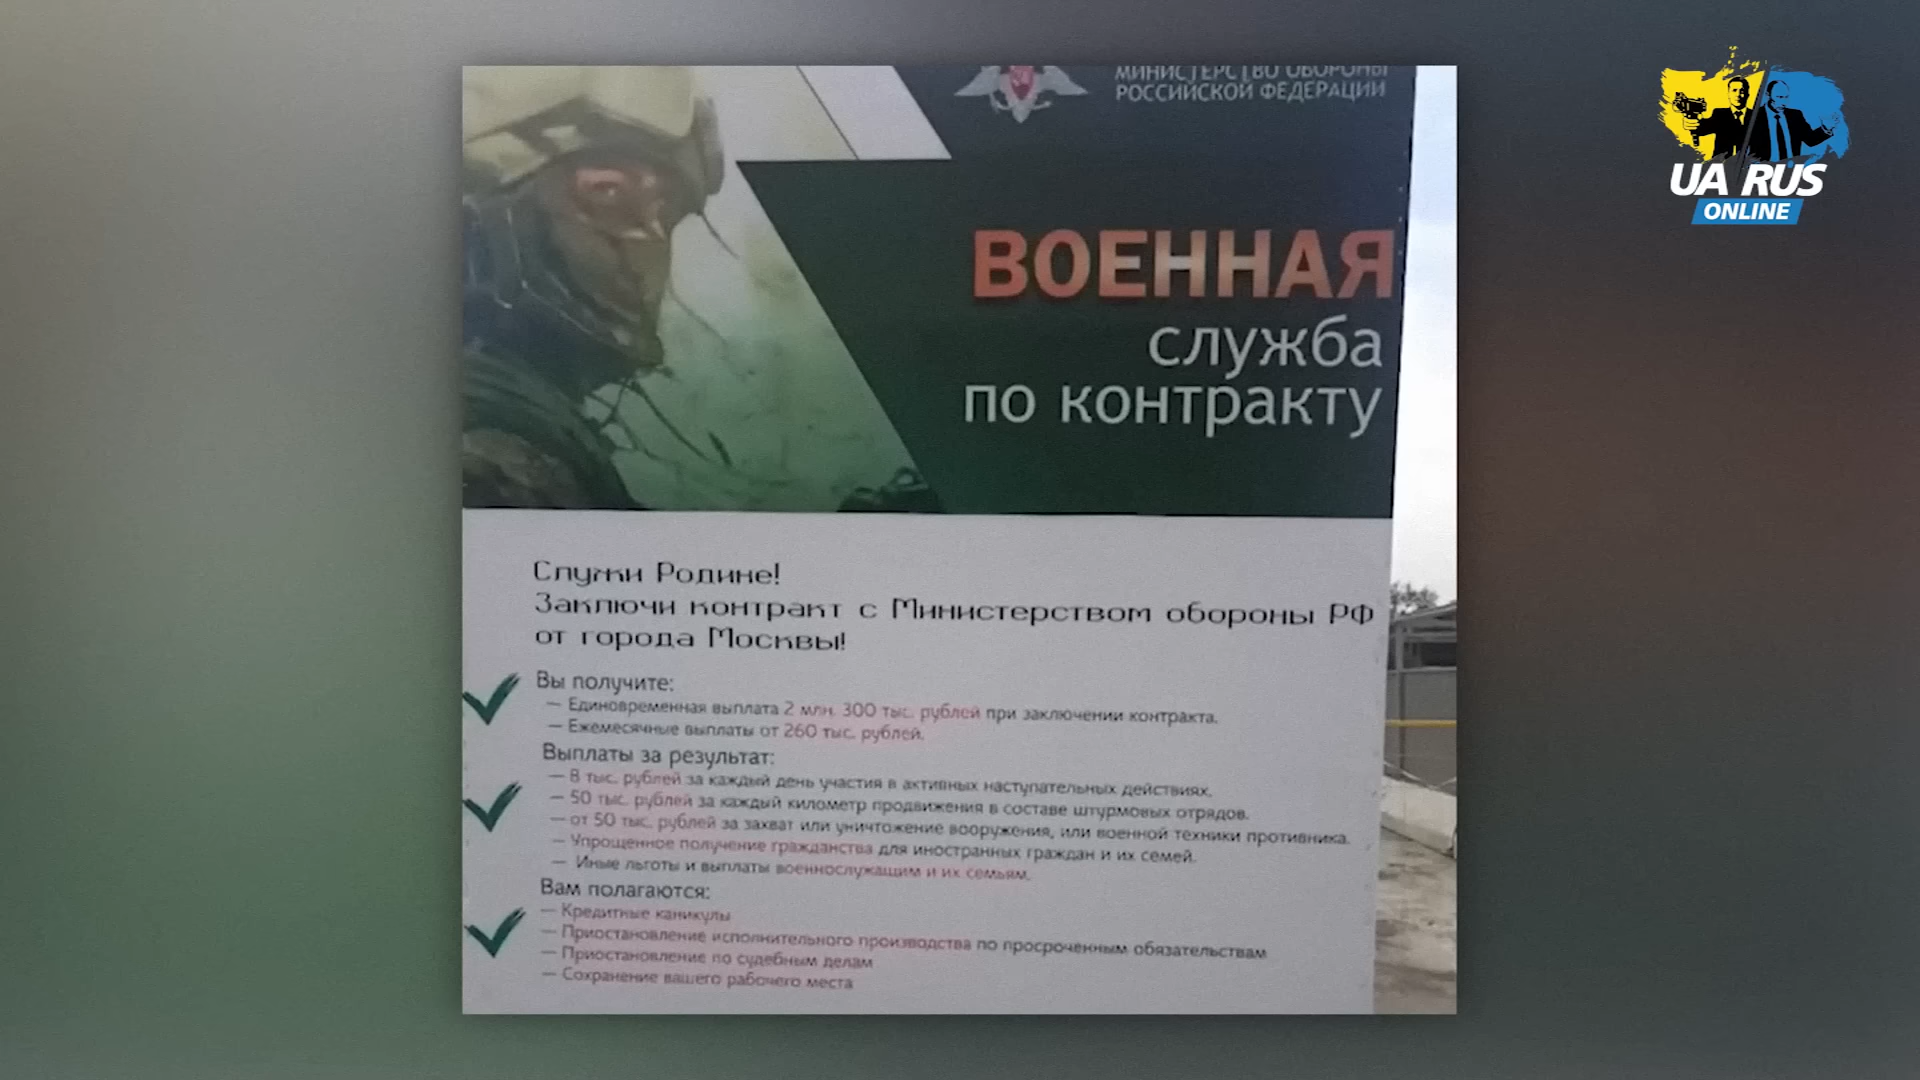 МИНИСТЕРСТВО ОБОРОНЫ
РОССИЙСКОЙ ФЕДЕРАЦИИ
UA RUS
ONLINE
ВОЕННАЯ
служба
по контракту
Служи Родине!
Заключи контракт с Министерством обороны РФ
от города Москвы!
Вы получите:
— Единовременная выплата 2 млн. 300 тыс. рублей при заключении контракта.
— Ежемесячные выплаты от 260 тыс. рублей.
Выплаты за результат:
— 8 тыс. рублей за каждый день участия в активных наступательных действиях.
— 50 тыс. рублей за каждый километр продвижения в составе штурмовых отрядов.
— от 50 тыс. рублей за захват или уничтожение вооружения, или военной техники противника.
— Упрощенное получение гражданства для иностранных граждан и их семей.
— Иные льготы и выплаты военнослужащим и их семьям.
Вам полагаются:
— Кредитные каникулы
— Приостановление исполнительного производства по просроченным обязательствам
— Приостановление по судебным делам
— Сохранение вашего рабочего места